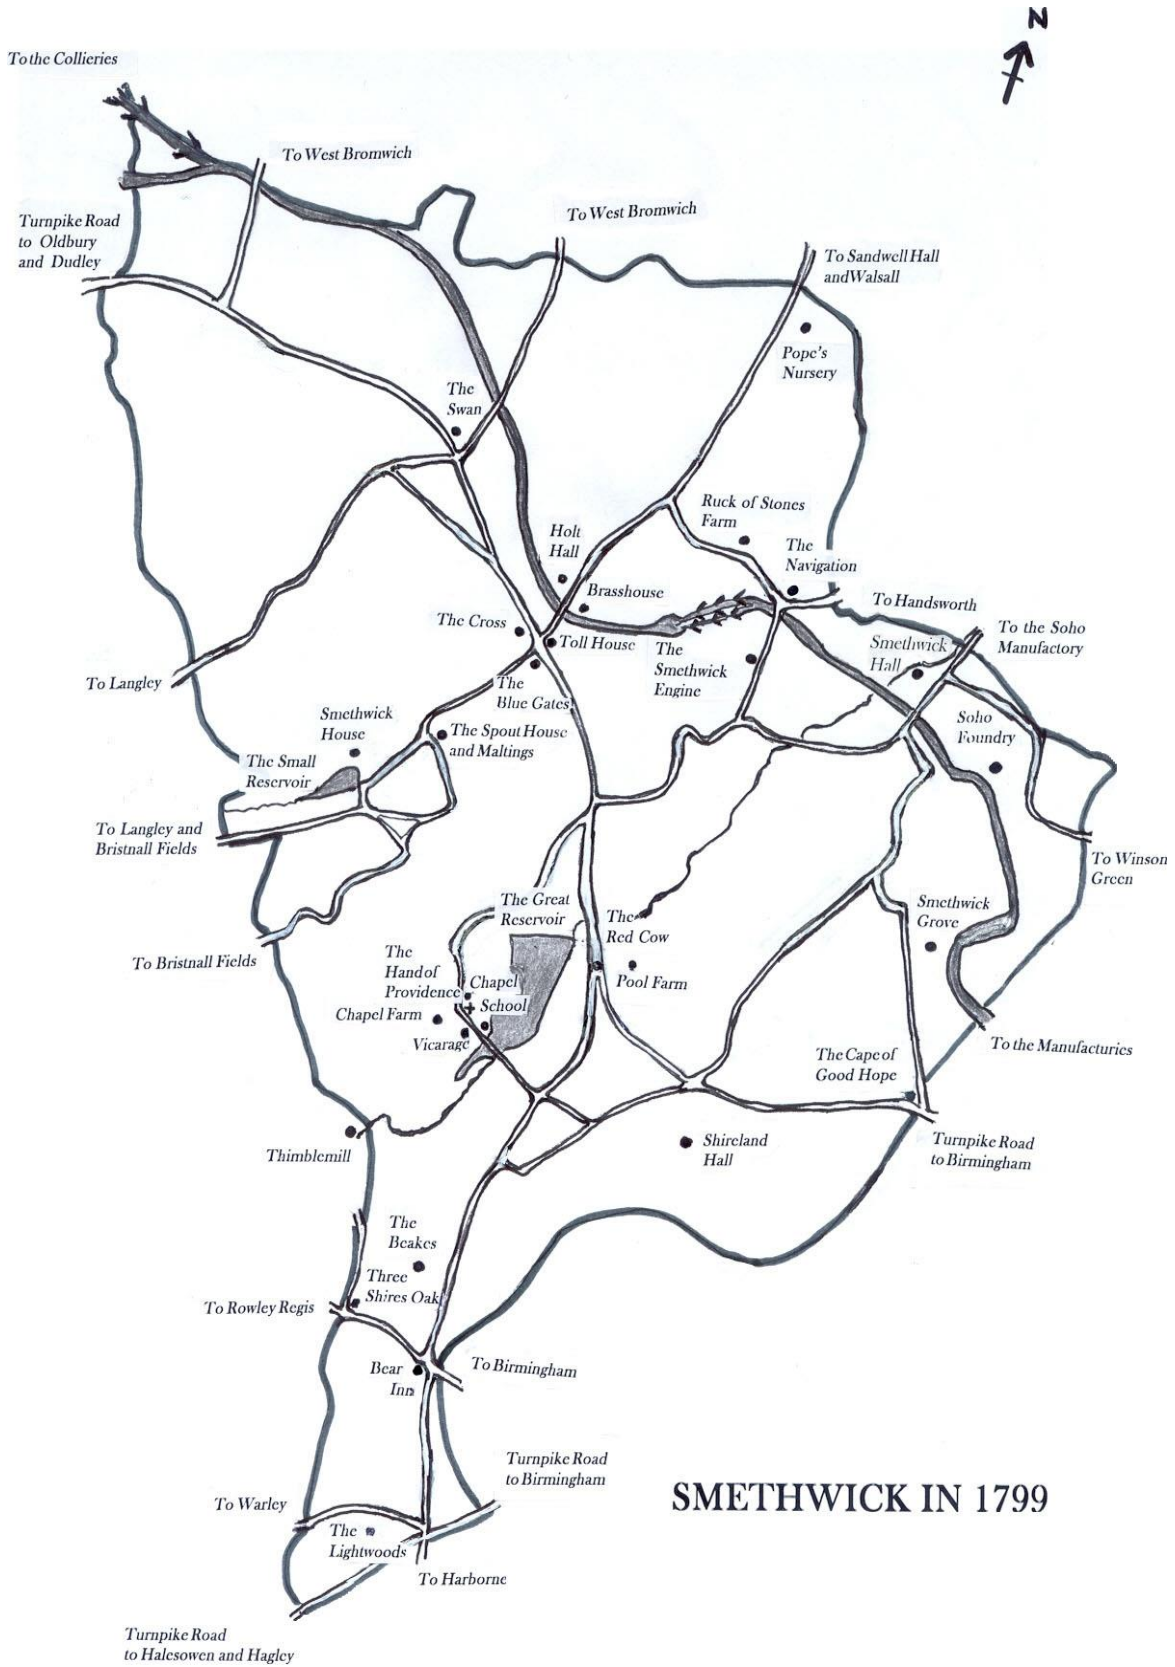 N
To the Collieries
To West Bromwich
To West Bromwich
Turnpike Road
to Oldbury
and Dudley
To Sandwell Hall
and Walsall
Pope's
Nursery
The
Swan
Ruck of Stones
Farm
Holt
Hall
The
Navigation
Brasshouse
To Handsworth
The Cross
Toll House
To the Soho
Manufactory
Smethwick
Hall
The
Smethwick
Engine
To Langley
The
Blue Gates
Smethwick
House
The Spout House
and Maltings
Soho
Foundry
The Small
Reservoir
To Langley and
Bristnall Fields
To Winson
Green
The Great
Reservoir
The
Red Cow
Smethwick
Grove
To Bristnall Fields
The
Hand of
Providence
Chapel
School
Pool Farm
Chapel Farm
Vicarage
To the Manufacturies
The Cape of
Good Hope
Thimblemill
Shireland
Hall
Turnpike Road
to Birmingham
The
Beakes
Three
Shires Oak
To Rowley Regis
Bear
Inn
To Birmingham
Turnpike Road
to Birmingham
SMETHWICK IN 1799
To Warley
The
Lightwoods
To Harborne
Turnpike Road
to Halesowen and Hagley